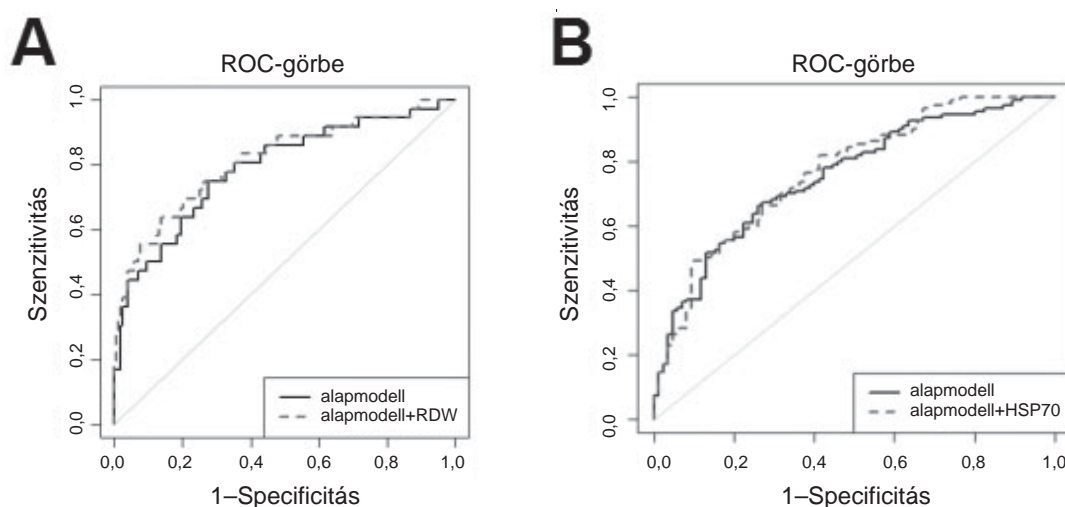 A
ROC-görbe
Szenzitivitás
1,0
0,8
0,6
0,4
0,2
0,0
alapmodell
alapmodell+RDW
0,0 0,2 0,4 0,6 0,8 1,0
1–Specificitás
B
ROC-görbe
Szenzitivitás
1,0
0,8
0,6
0,4
0,2
0,0
alapmodell
alapmodell+HSP70
0,0 0,2 0,4 0,6 0,8 1,0
1–Specificitás